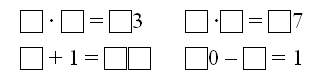 □ · □ = □3 □ · □ = □7
□ + 1 = □□ □0 – □ = 1